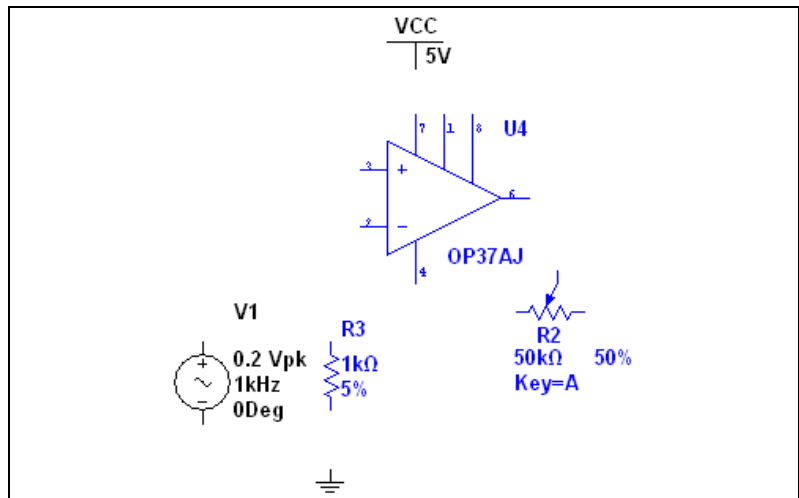 VCC
5V
7 1 8 U4
3
+
6
2
−
OP37AJ
4
V1
R3
R2
0.2 Vpk
1kHz
0Deg
1kΩ
5%
50kΩ 50%
Key=A